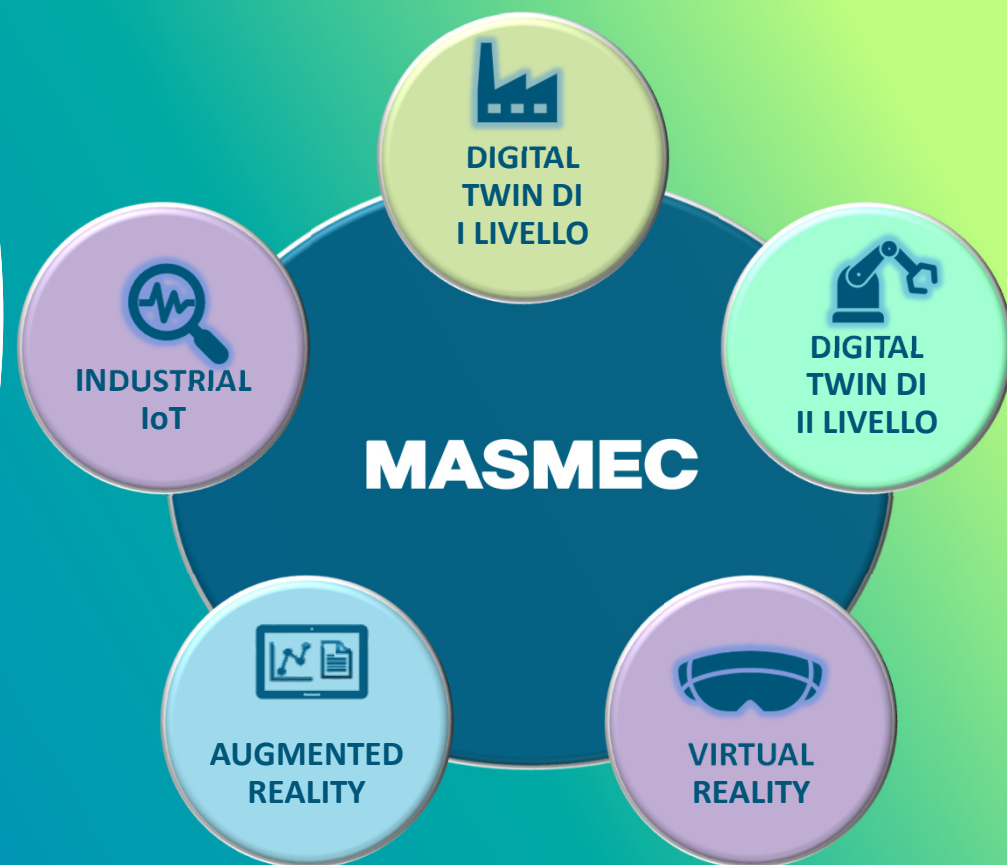 DIGITAL
TWIN DI
I LIVELLO
INDUSTRIAL
IoT
DIGITAL
TWIN DI
II LIVELLO
MASMEC
AUGMENTED
REALITY
VIRTUAL
REALITY